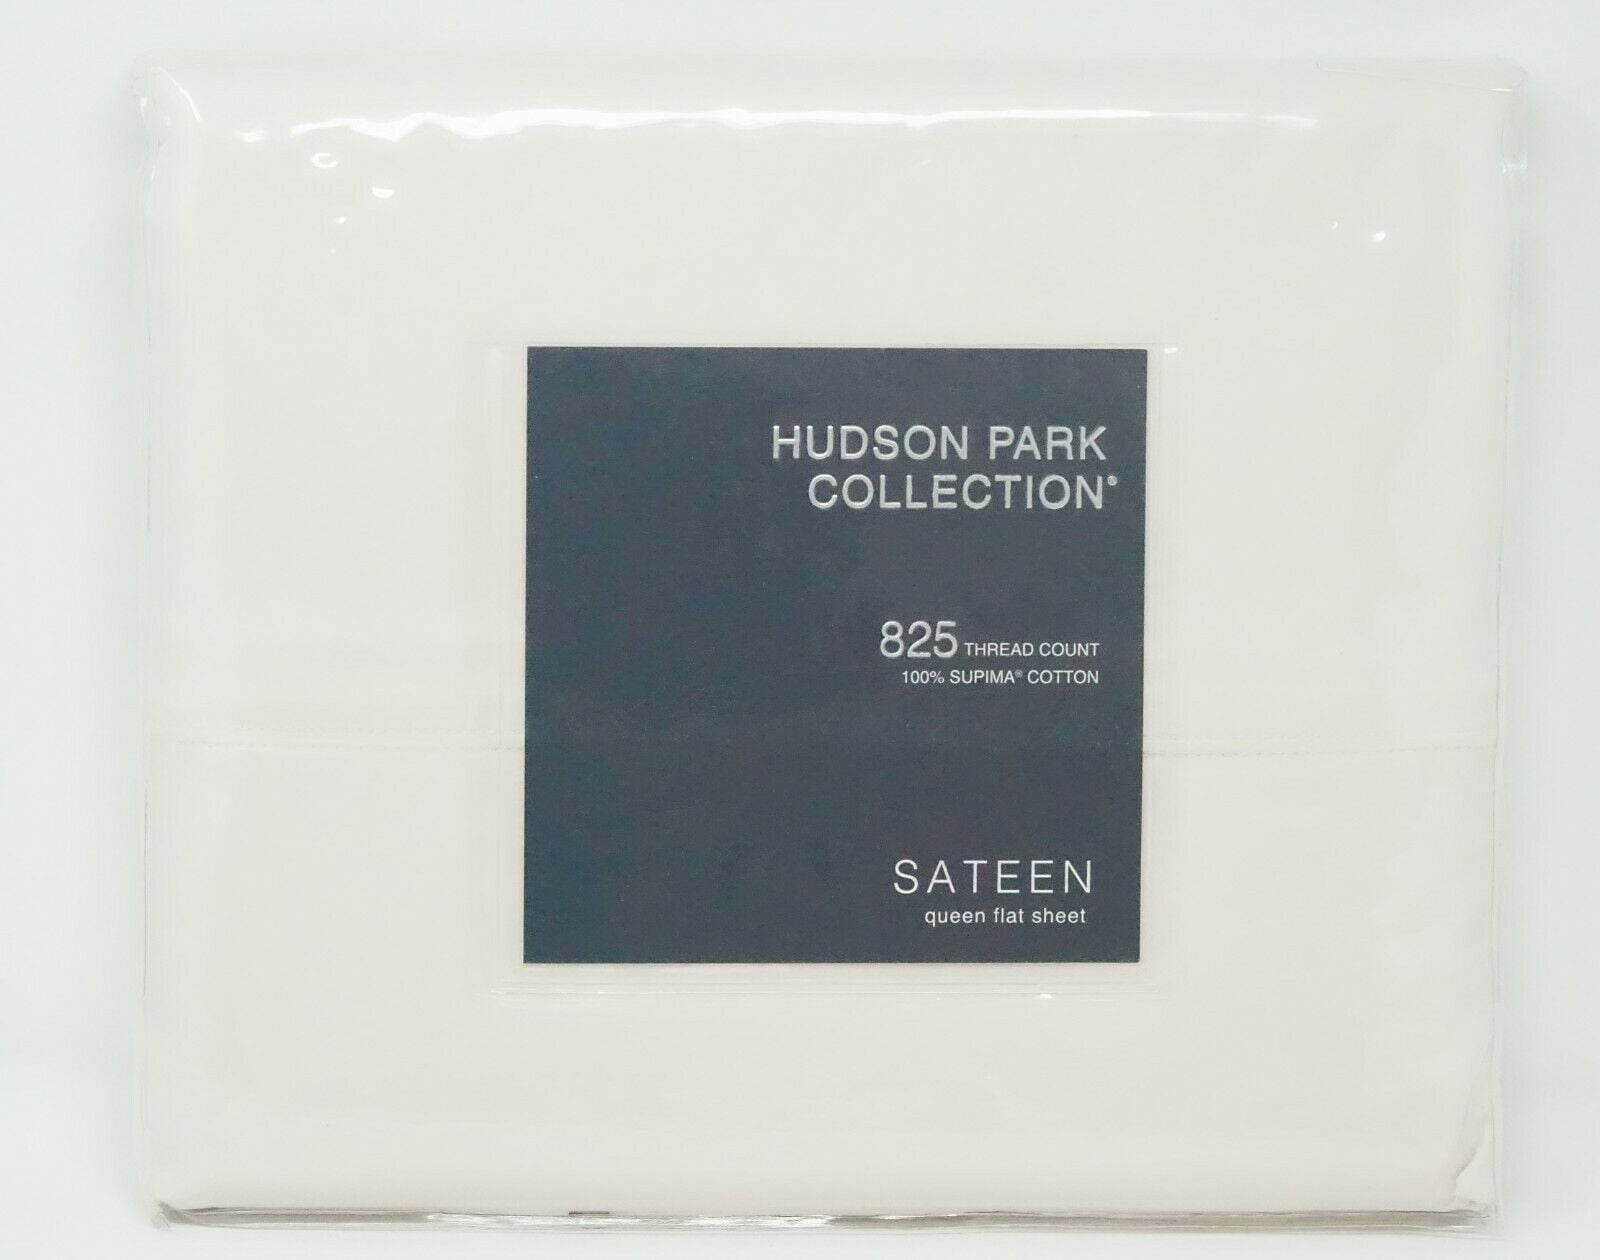 HUDSON PARK
COLLECTION®
825 THREAD COUNT
100% SUPIMA® COTTON
SATEEN
queen flat sheet